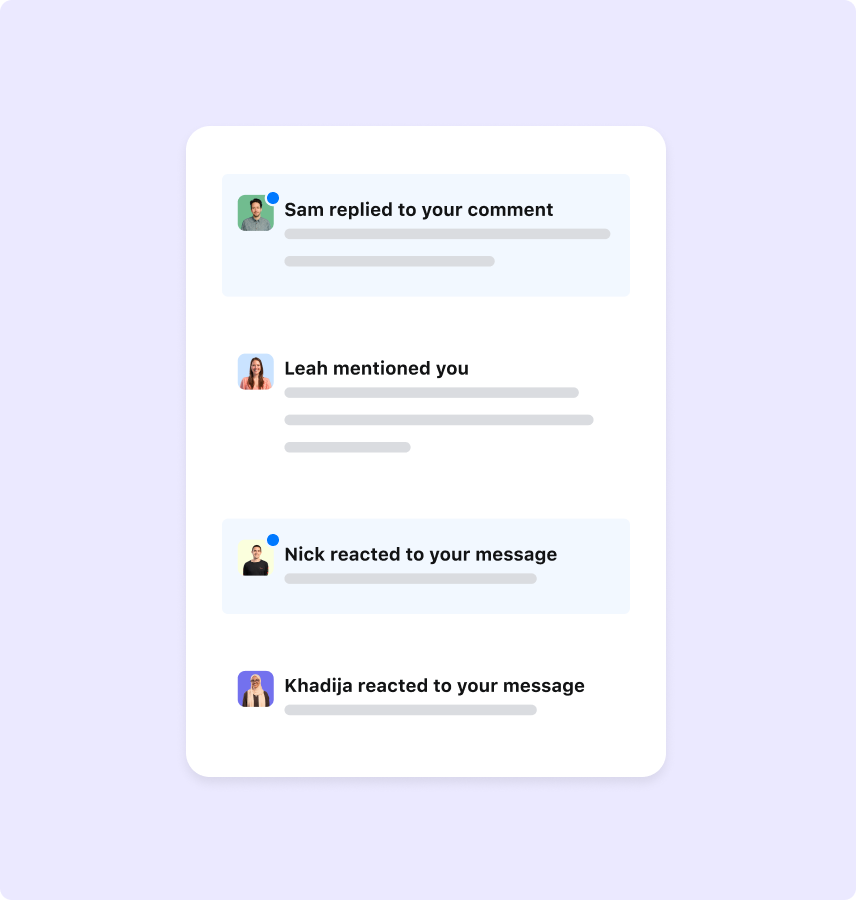 Sam replied to your comment
Leah mentioned you
Nick reacted to your message
Khadija reacted to your message